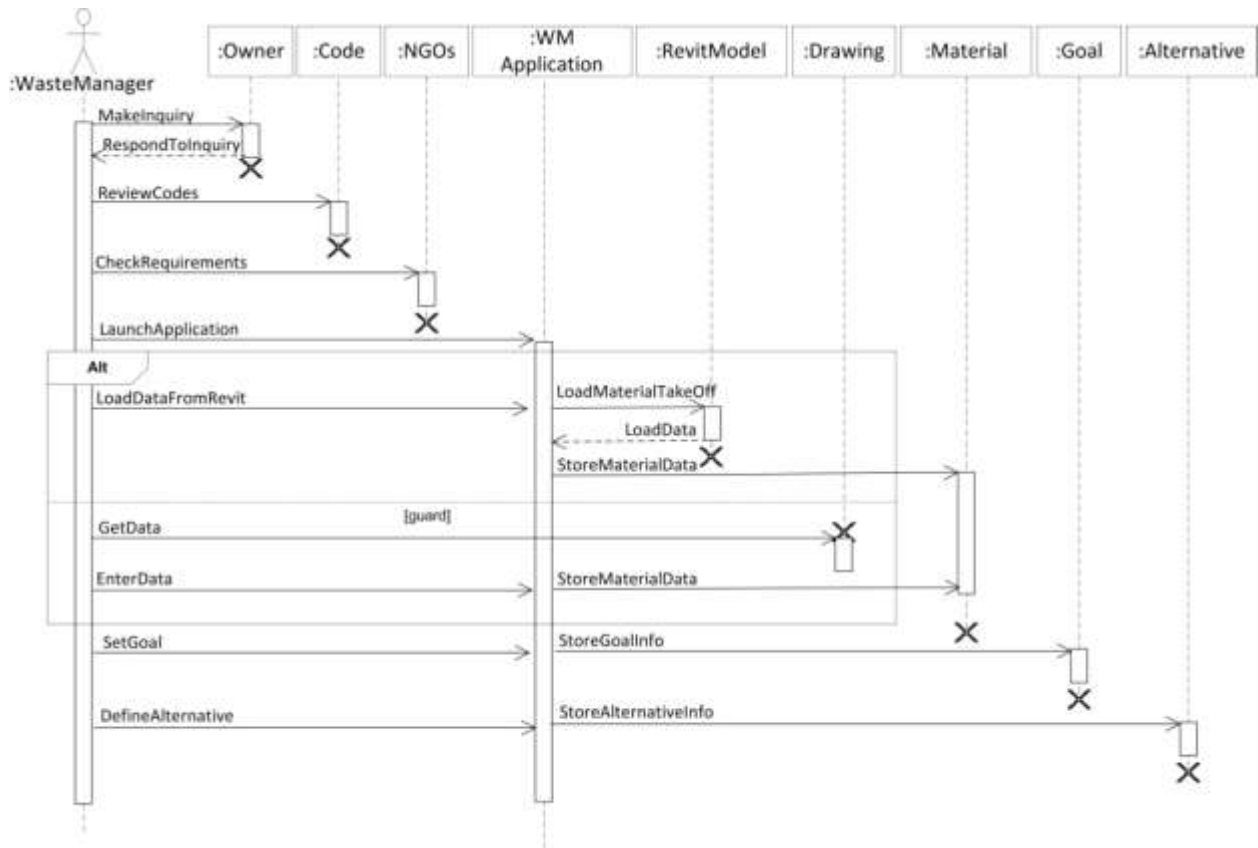 :Owner
:Code
:NGOs
:WM
Application
:RevitModel
:Drawing
:Material
:Goal
:Alternative
:WasteManager
MakeInquiry
RespondToInquiry
ReviewCodes
CheckRequirements
LaunchApplication
Alt
LoadDataFromRevit
LoadMaterialTakeOff
LoadData
StoreMaterialData
[guard]
GetData
EnterData
StoreMaterialData
SetGoal
StoreGoalInfo
DefineAlternative
StoreAlternativeInfo